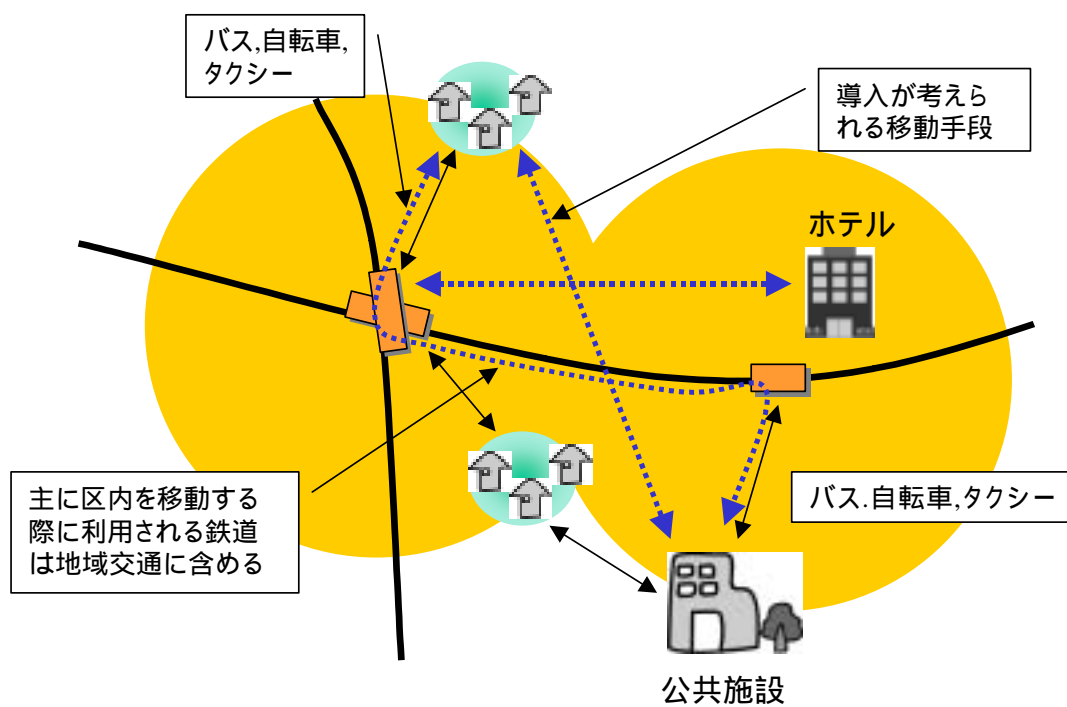 バス,自転車,
タクシー
導入が考えら
れる移動手段
ホテル
主に区内を移動する
際に利用される鉄道
は地域交通に含める
バス.自転車,タクシー
公共施設